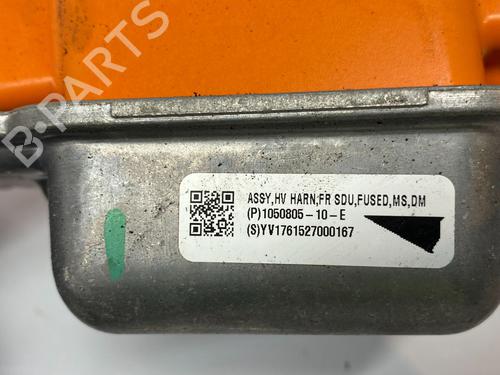 B-PARTS
ASSY,HV HARN,FR SDU,FUSED,MS,DM
(P)1050805-10-E
(S)YV1761527000167